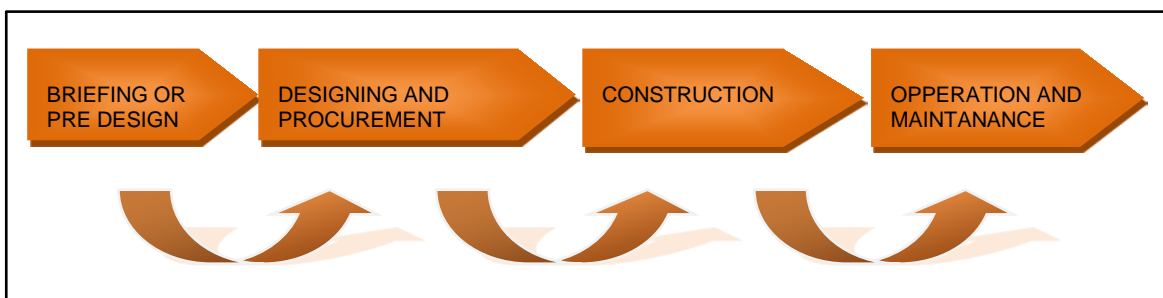 BRIEFING OR
PRE DESIGN
DESIGNING AND
PROCUREMENT
CONSTRUCTION
OPPERATION AND
MAINTANANCE